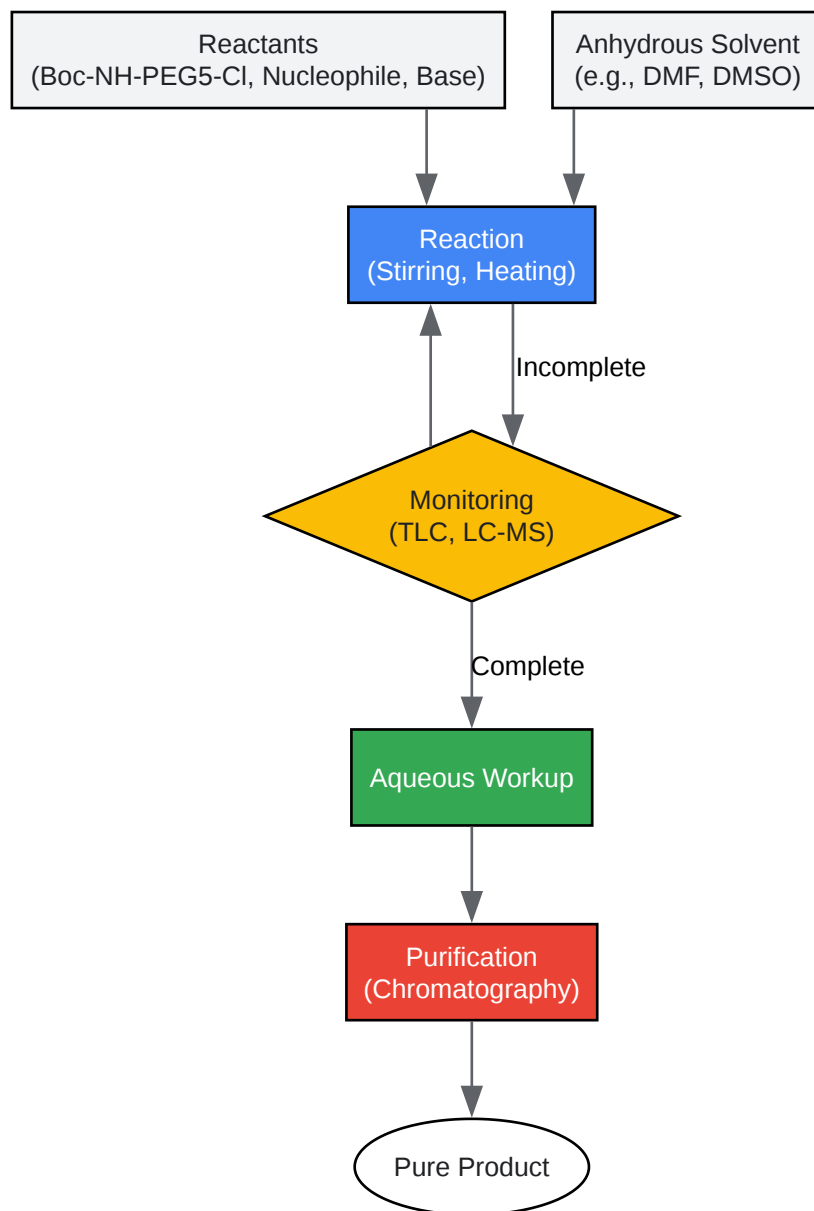 Reactants
(Boc-NH-PEG5-Cl, Nucleophile, Base)
Anhydrous Solvent
(e.g., DMF, DMSO)
Reaction
(Stirring, Heating)
Incomplete
Monitoring
(TLC, LC-MS)
Complete
Aqueous Workup
Purification
(Chromatography)
Pure Product